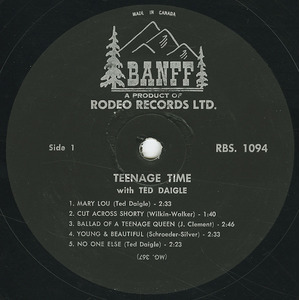 MADE IN CANADA
BANFF
A PRODUCT OF
RODEO RECORDS LTD.
Side 1
RBS. 1094
TEENAGE TIME
with TED DAIGLE
1. MARY LOU (Ted Daigle) - 2:33
2. CUT ACROSS SHORTY (Wilkin-Walker) - 1:40
3. BALLAD OF A TEENAGE QUEEN (J. Clement) - 2:46
4. YOUNG & BEAUTIFUL (Schroeder-Silver) - 2:33
5. NO ONE ELSE (Ted Daigle) - 2:23
(MG. 367)